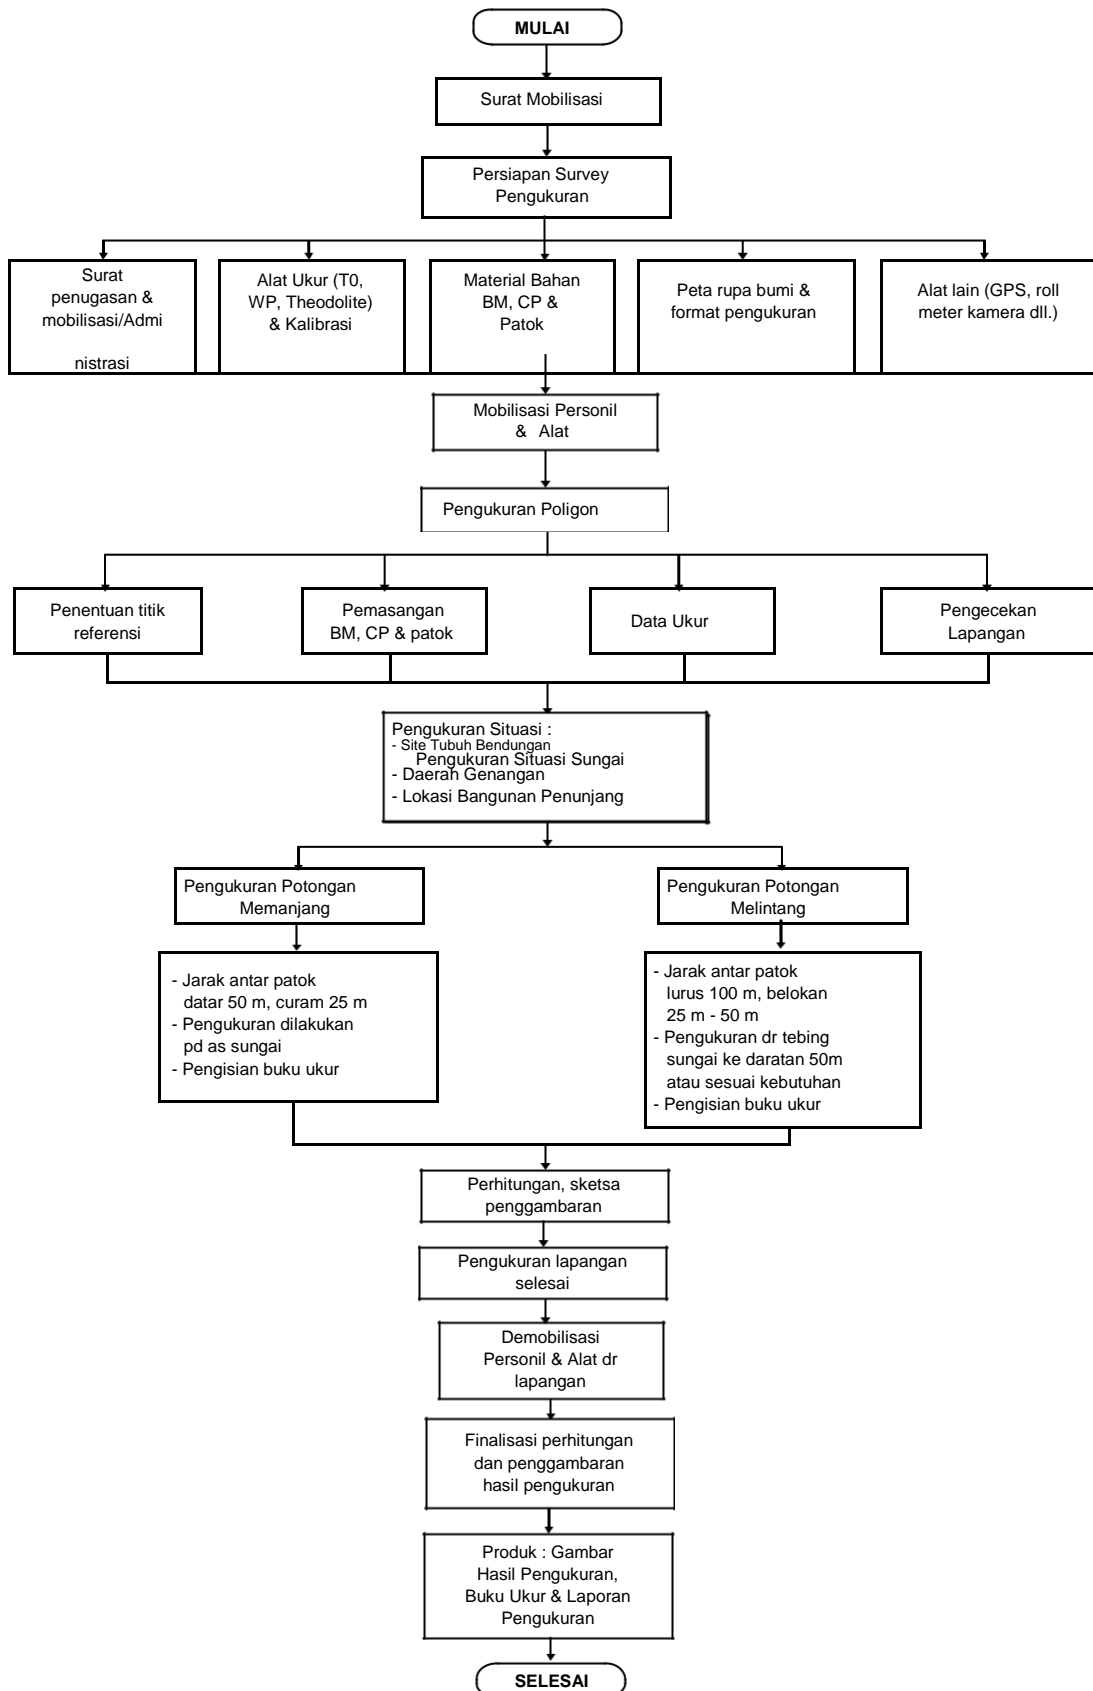 MULAI
Surat Mobilisasi
Persiapan Survey
Pengukuran
Surat
penugasan &
mobilisasi/Admi
nistrasi
Alat Ukur (T0,
WP, Theodolite)
& Kalibrasi
Material Bahan
BM, CP &
Patok
Peta rupa bumi &
format pengukuran
Alat lain (GPS, roll
meter kamera dll.)
Mobilisasi Personil
& Alat
Pengukuran Poligon
Penentuan titik
referensi
Pemasangan
BM, CP & patok
Data Ukur
Pengecekan
Lapangan
Pengukuran Situasi :
- Site Tubuh Bendungan
Pengukuran Situasi Sungai
- Daerah Genangan
- Lokasi Bangunan Penunjang
Pengukuran Potongan
Memanjang
Pengukuran Potongan
Melintang
- Jarak antar patok
datar 50 m, curam 25 m
- Pengukuran dilakukan
pd as sungai
- Pengisian buku ukur
- Jarak antar patok
lurus 100 m, belokan
25 m - 50 m
- Pengukuran dr tebing
sungai ke daratan 50m
atau sesuai kebutuhan
- Pengisian buku ukur
Perhitungan, sketsa
penggambaran
Pengukuran lapangan
selesai
Demobilisasi
Personil & Alat dr
lapangan
Finalisasi perhitungan
dan penggambaran
hasil pengukuran
Produk : Gambar
Hasil Pengukuran,
Buku Ukur & Laporan
Pengukuran
SELESAI